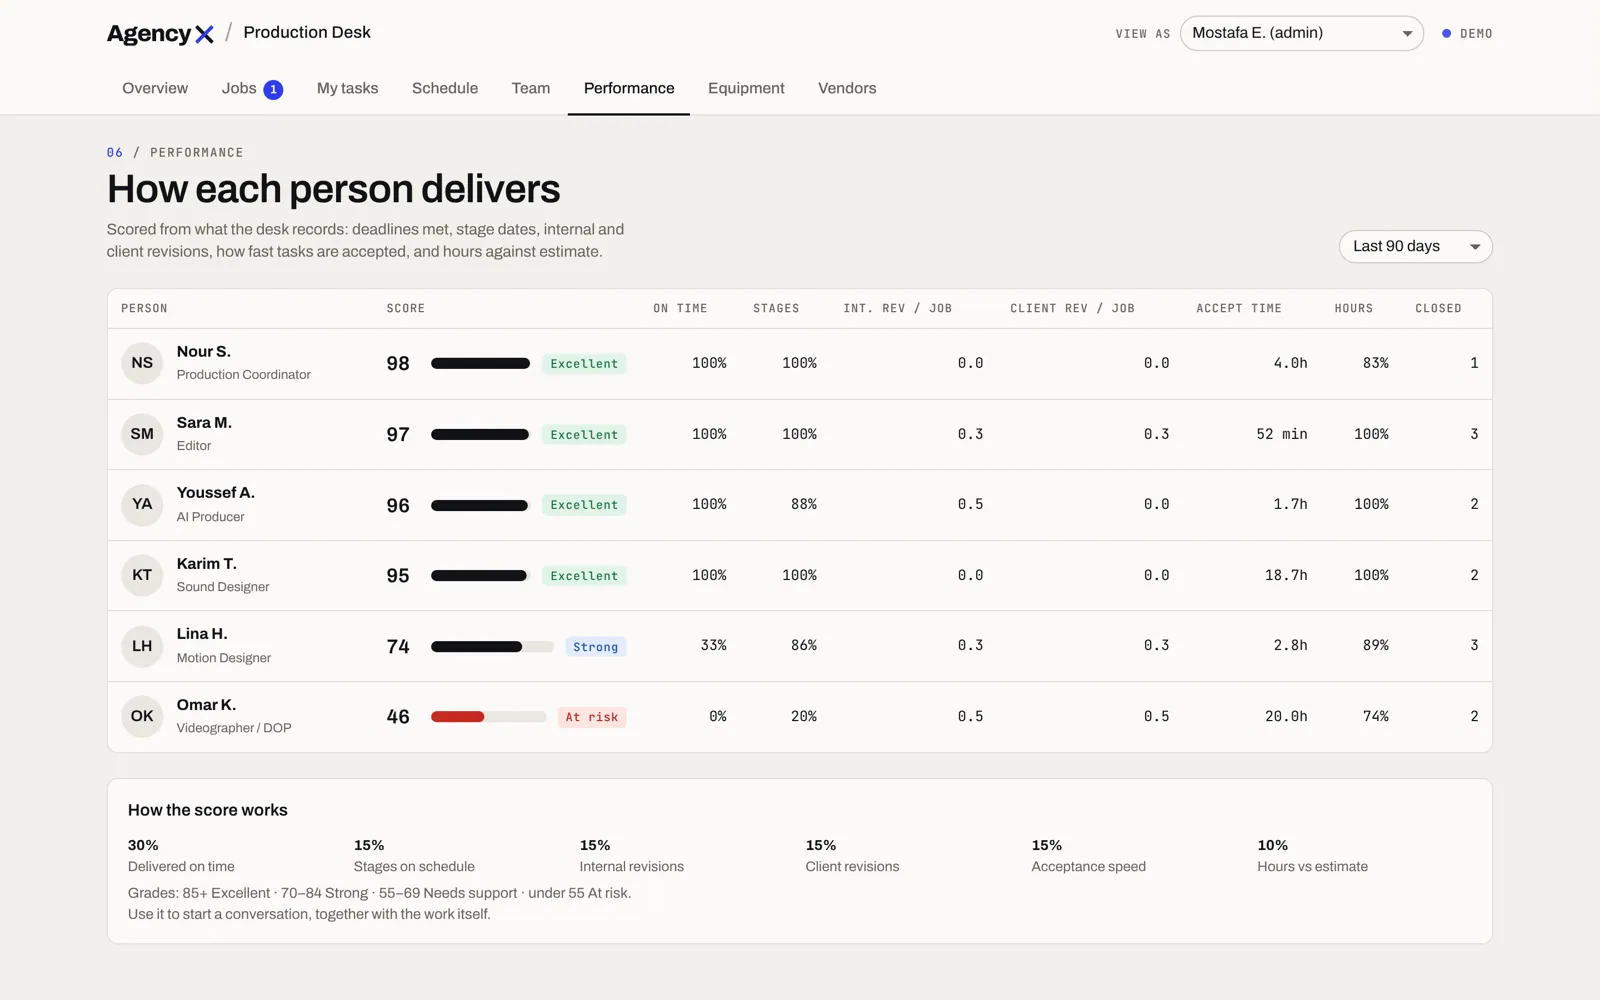 AgencyX / Production Desk
VIEW AS Mostafa E. (admin) DEMO
Overview Jobs 1 My tasks Schedule Team Performance Equipment Vendors
06 / PERFORMANCE
How each person delivers
Scored from what the desk records: deadlines met, stage dates, internal and
client revisions, how fast tasks are accepted, and hours against estimate.
Last 90 days
PERSON SCORE ON TIME STAGES INT. REV / JOB CLIENT REV / JOB ACCEPT TIME HOURS CLOSED
NS Nour S. 98 Excellent 100% 100% 0.0 0.0 4.0h 83% 1
Production Coordinator
SM Sara M. 97 Excellent 100% 100% 0.3 0.3 52 min 100% 3
Editor
YA Youssef A. 96 Excellent 100% 88% 0.5 0.0 1.7h 100% 2
AI Producer
KT Karim T. 95 Excellent 100% 100% 0.0 0.0 18.7h 100% 2
Sound Designer
LH Lina H. 74 Strong 33% 86% 0.3 0.3 2.8h 89% 3
Motion Designer
OK Omar K. 46 At risk 0% 20% 0.5 0.5 20.0h 74% 2
Videographer / DOP
How the score works
30% 15% 15% 15% 15% 10%
Delivered on time Stages on schedule Internal revisions Client revisions Acceptance speed Hours vs estimate
Grades: 85+ Excellent · 70–84 Strong · 55–69 Needs support · under 55 At risk.
Use it to start a conversation, together with the work itself.